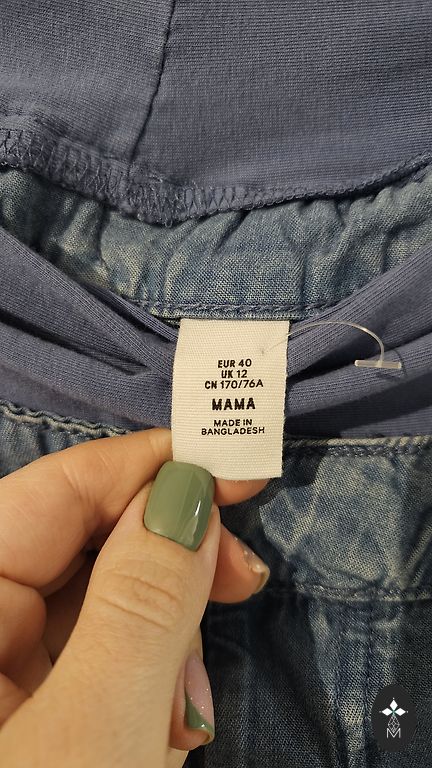 EUR 40
UK 12
CN 170/76A
MAMA
MADE IN
BANGLADESH
M